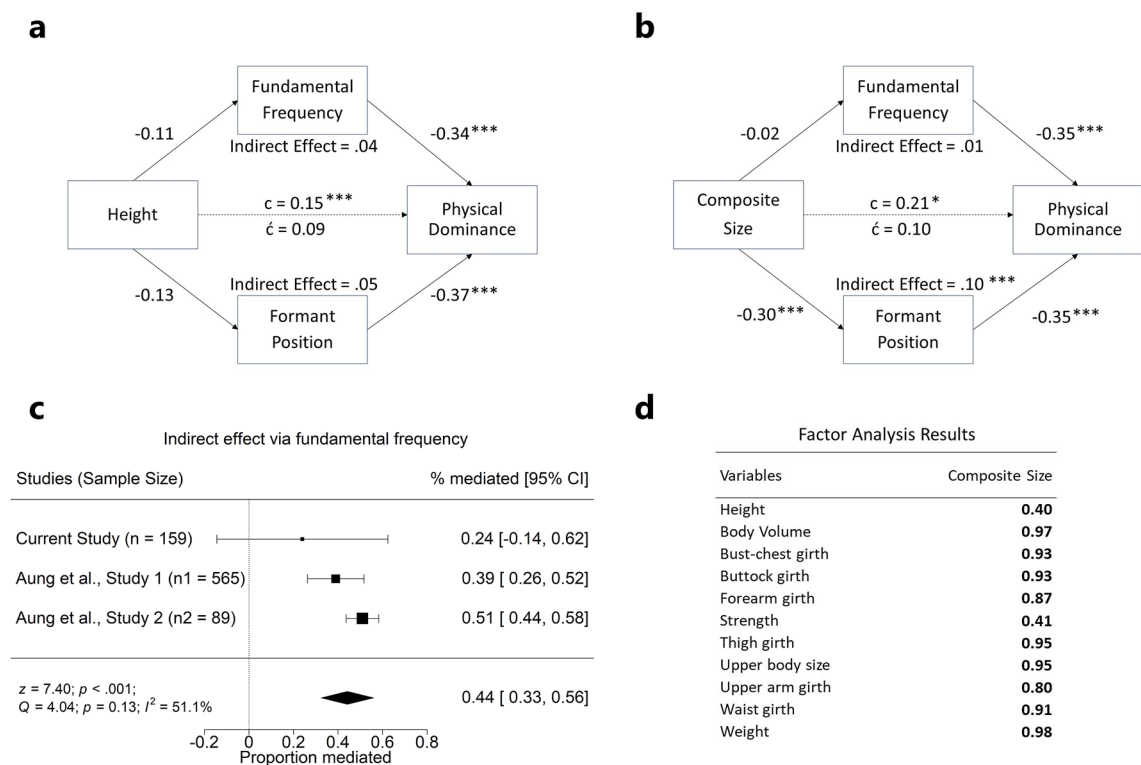 a
Fundamental
Frequency
-0.11
-0.34***
Indirect Effect = .04
Height
c = 0.15***
ć = 0.09
Physical
Dominance
Indirect Effect = .05
-0.13
-0.37***
Formant
Position
b
Fundamental
Frequency
-0.02
-0.35***
Indirect Effect = .01
Composite
Size
c = 0.21*
ć = 0.10
Physical
Dominance
Indirect Effect = .10 ***
-0.30***
-0.35***
Formant
Position
c
Indirect effect via fundamental frequency
Studies (Sample Size) % mediated [95% CI]
Current Study (n = 159) 0.24 [-0.14, 0.62]
Aung et al., Study 1 (n1 = 565) 0.39 [ 0.26, 0.52]
Aung et al., Study 2 (n2 = 89) 0.51 [ 0.44, 0.58]
z = 7.40; p < .001;
Q = 4.04; p = 0.13; I² = 51.1%
0.44 [ 0.33, 0.56]
-0.2 0 0.2 0.4 0.6 0.8
Proportion mediated
d
Factor Analysis Results
Variables Composite Size
Height 0.40
Body Volume 0.97
Bust-chest girth 0.93
Buttock girth 0.93
Forearm girth 0.87
Strength 0.41
Thigh girth 0.95
Upper body size 0.95
Upper arm girth 0.80
Waist girth 0.91
Weight 0.98